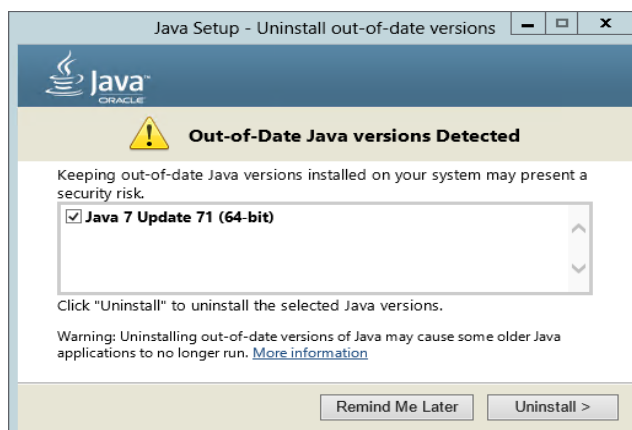 Java Setup - Uninstall out-of-date versions
Java™
ORACLE
Out-of-Date Java versions Detected
Keeping out-of-date Java versions installed on your system may present a
security risk.
Java 7 Update 71 (64-bit)
Click "Uninstall" to uninstall the selected Java versions.
Warning: Uninstalling out-of-date versions of Java may cause some older Java
applications to no longer run. More information
Remind Me Later
Uninstall >